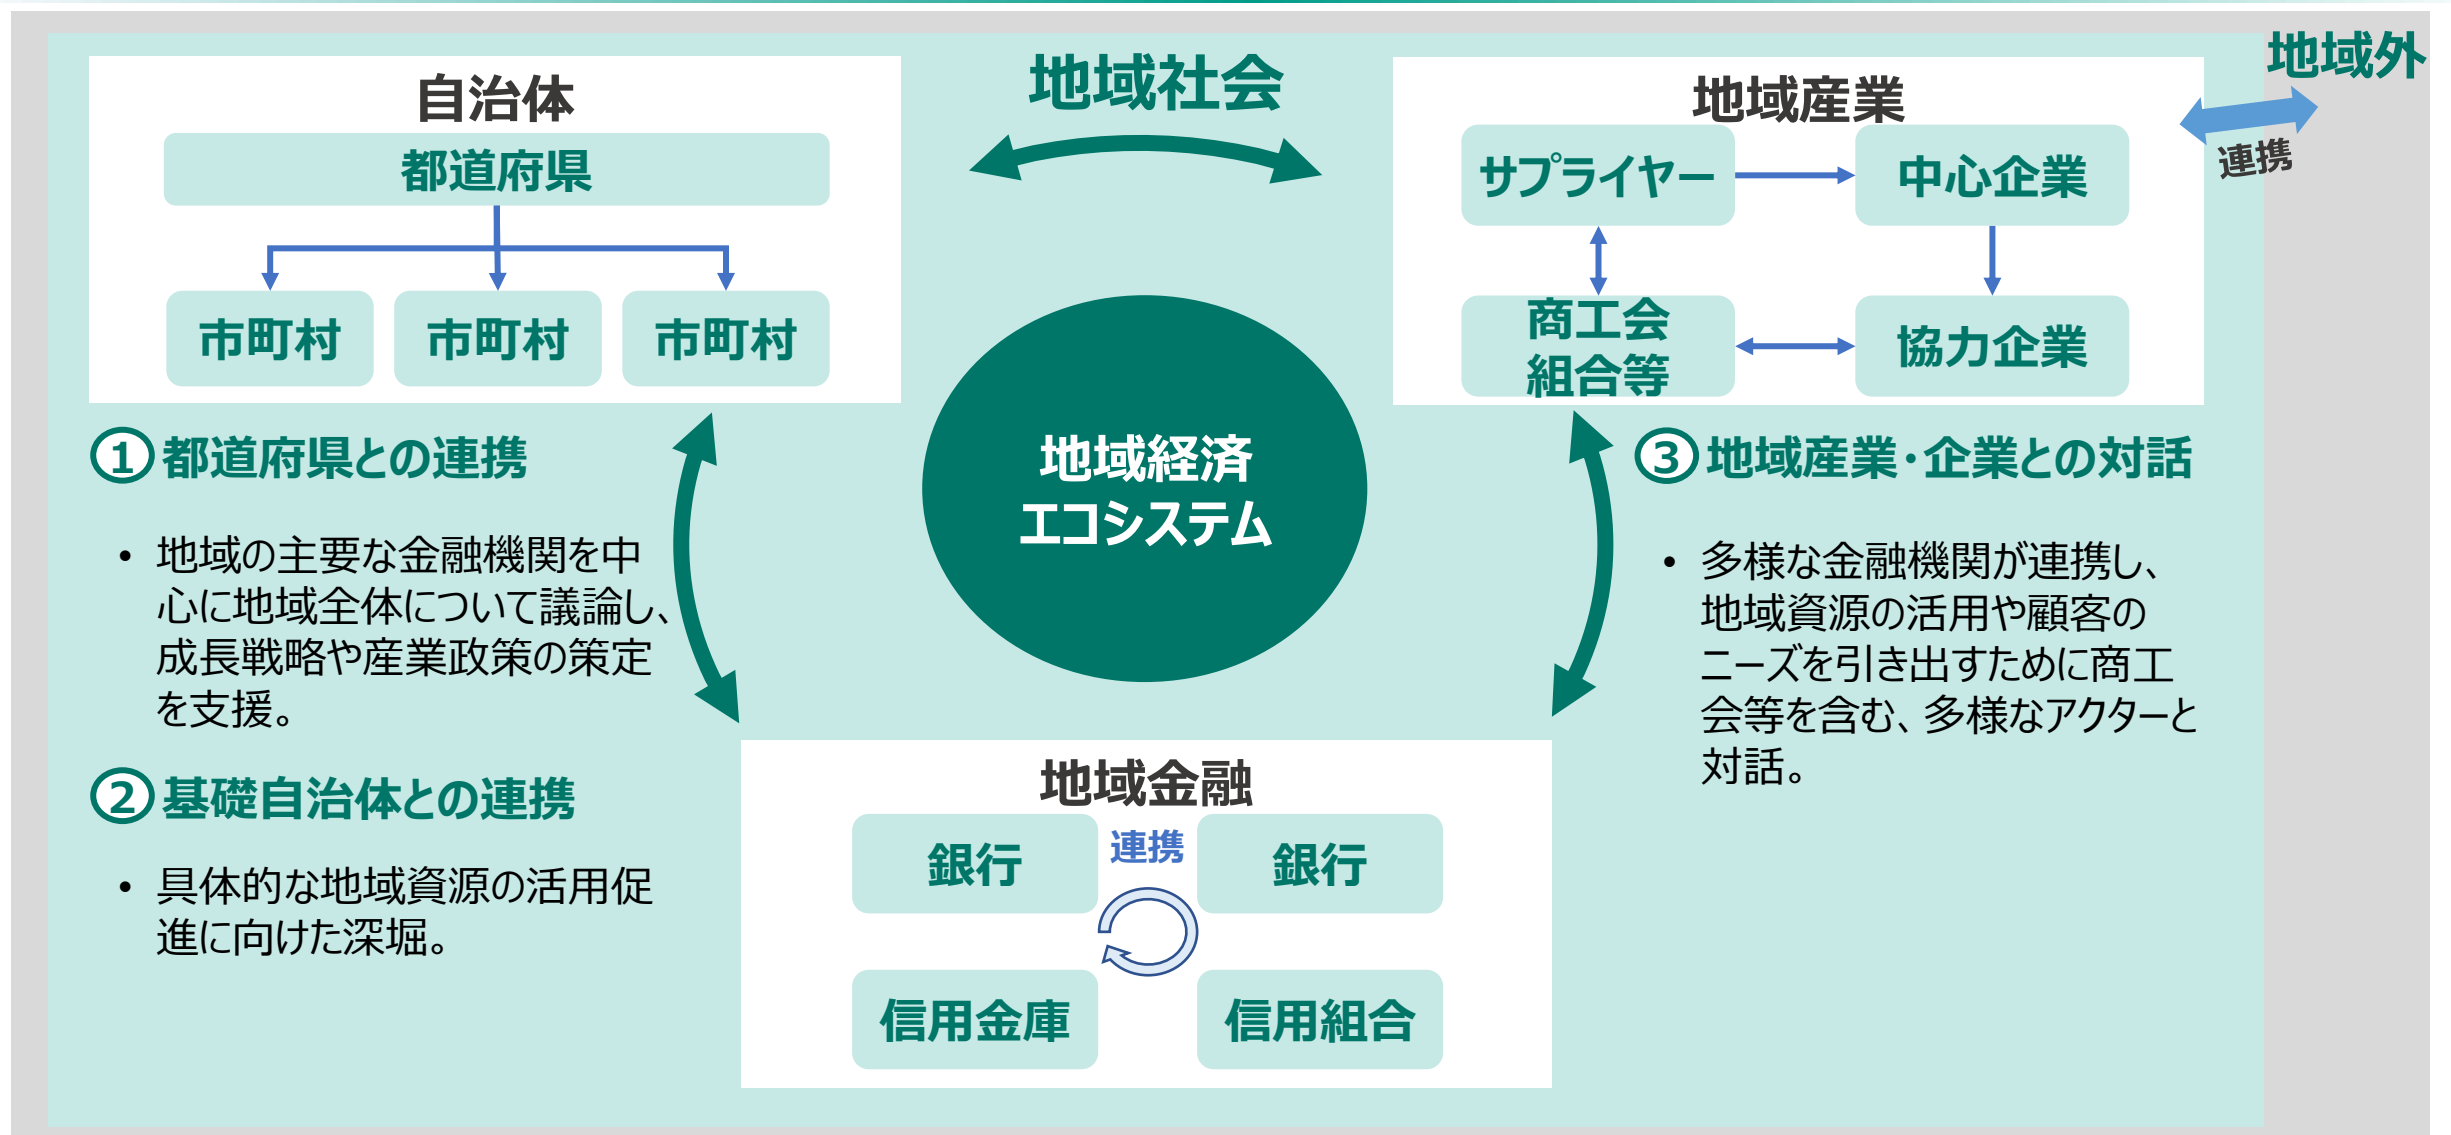 地域社会
地域外
連携
自治体
都道府県
市町村
市町村
市町村
地域産業
サプライヤー
中心企業
商工会
組合等
協力企業
地域経済
エコシステム
① 都道府県との連携
• 地域の主要な金融機関を中
心に地域全体について議論し、
成長戦略や産業政策の策定
を支援。
② 基礎自治体との連携
• 具体的な地域資源の活用促
進に向けた深堀。
③ 地域産業・企業との対話
• 多様な金融機関が連携し、
地域資源の活用や顧客の
ニーズを引き出すために商工
会等を含む、多様なアクターと
対話。
地域金融
銀行
連携
銀行
信用金庫
信用組合